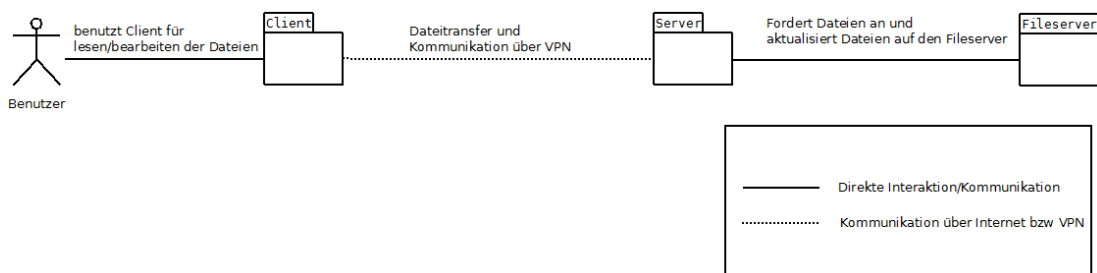 benutzt Client für
lesen/bearbeiten der Dateien
Client
Dateitransfer und
Kommunikation über VPN
Server
Fordert Dateien an und
aktualisiert Dateien auf den Fileserver
Fileserver
Benutzer
Direkte Interaktion/Kommunikation
Kommunikation über Internet bzw VPN